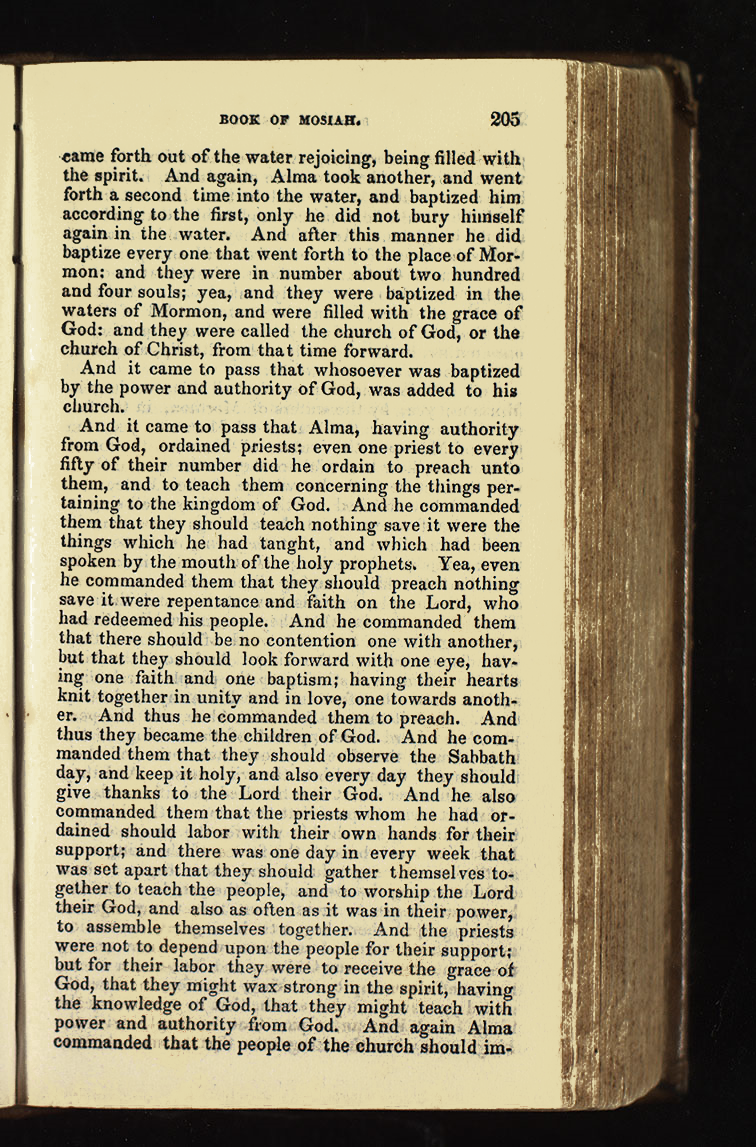 BOOK OF MOSIAH. 205
came forth out of the water rejoicing, being filled with
the spirit. And again, Alma took another, and went
forth a second time into the water, and baptized him
according to the first, only he did not bury himself
again in the water. And after this manner he did
baptize every one that went forth to the place of Mor-
mon: and they were in number about two hundred
and four souls; yea, and they were baptized in the
waters of Mormon, and were filled with the grace of
God: and they were called the church of God, or the
church of Christ, from that time forward.
And it came to pass that whosoever was baptized
by the power and authority of God, was added to his
church.
And it came to pass that Alma, having authority
from God, ordained priests; even one priest to every
fifty of their number did he ordain to preach unto
them, and to teach them concerning the things per-
taining to the kingdom of God. And he commanded
them that they should teach nothing save it were the
things which he had tanght, and which had been
spoken by the mouth of the holy prophets. Yea, even
he commanded them that they should preach nothing
save it were repentance and faith on the Lord, who
had redeemed his people. And he commanded them
that there should be no contention one with another,
but that they should look forward with one eye, hav-
ing one faith and one baptism; having their hearts
knit together in unity and in love, one towards anoth-
er. And thus he commanded them to preach. And
thus they became the children of God. And he com-
manded them that they should observe the Sabbath
day, and keep it holy, and also every day they should
give thanks to the Lord their God. And he also
commanded them that the priests whom he had or-
dained should labor with their own hands for their
support; and there was one day in every week that
was set apart that they should gather themselves to-
gether to teach the people, and to worship the Lord
their God, and also as often as it was in their power,
to assemble themselves together. And the priests
were not to depend upon the people for their support;
but for their labor they were to receive the grace of
God, that they might wax strong in the spirit, having
the knowledge of God, that they might teach with
power and authority from God. And again Alma
commanded that the people of the church should im-